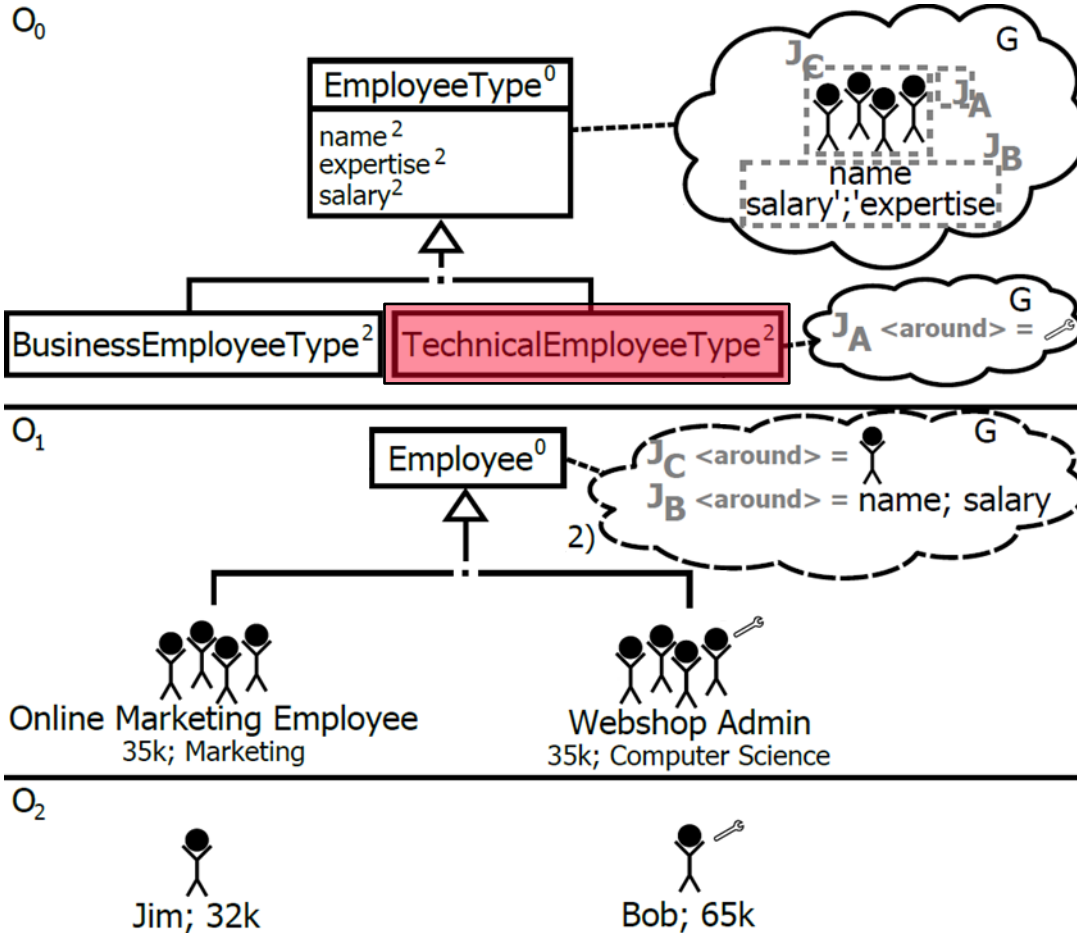 O0
EmployeeType0
name2
expertise2
salary2
G
JC
JA
JB
name
salary';'expertise
BusinessEmployeeType2
TechnicalEmployeeType2
G
JA <around> =
O1
Employee0
G
JC <around> =
JB <around> = name; salary
2)
Online Marketing Employee
35k; Marketing
Webshop Admin
35k; Computer Science
O2
Jim; 32k
Bob; 65k